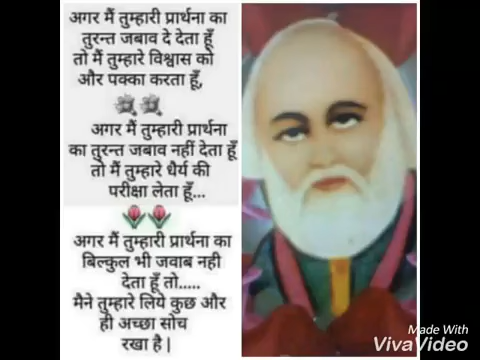 अगर मैं तुम्हारी प्रार्थना का
तुरन्त जबाव दे देता हूँ
तो मैं तुम्हारे विश्वास को
और पक्का करता हूँ,
अगर मैं तुम्हारी प्रार्थना
का तुरन्त जबाव नहीं देता हूँ
तो मैं तुम्हारे धैर्य की
परीक्षा लेता हूँ...
अगर मैं तुम्हारी प्रार्थना का
बिल्कुल भी जवाब नही
देता हूँ तो.....
मैने तुम्हारे लिये कुछ और
ही अच्छा सोच
रखा है |
Made With
VivaVideo